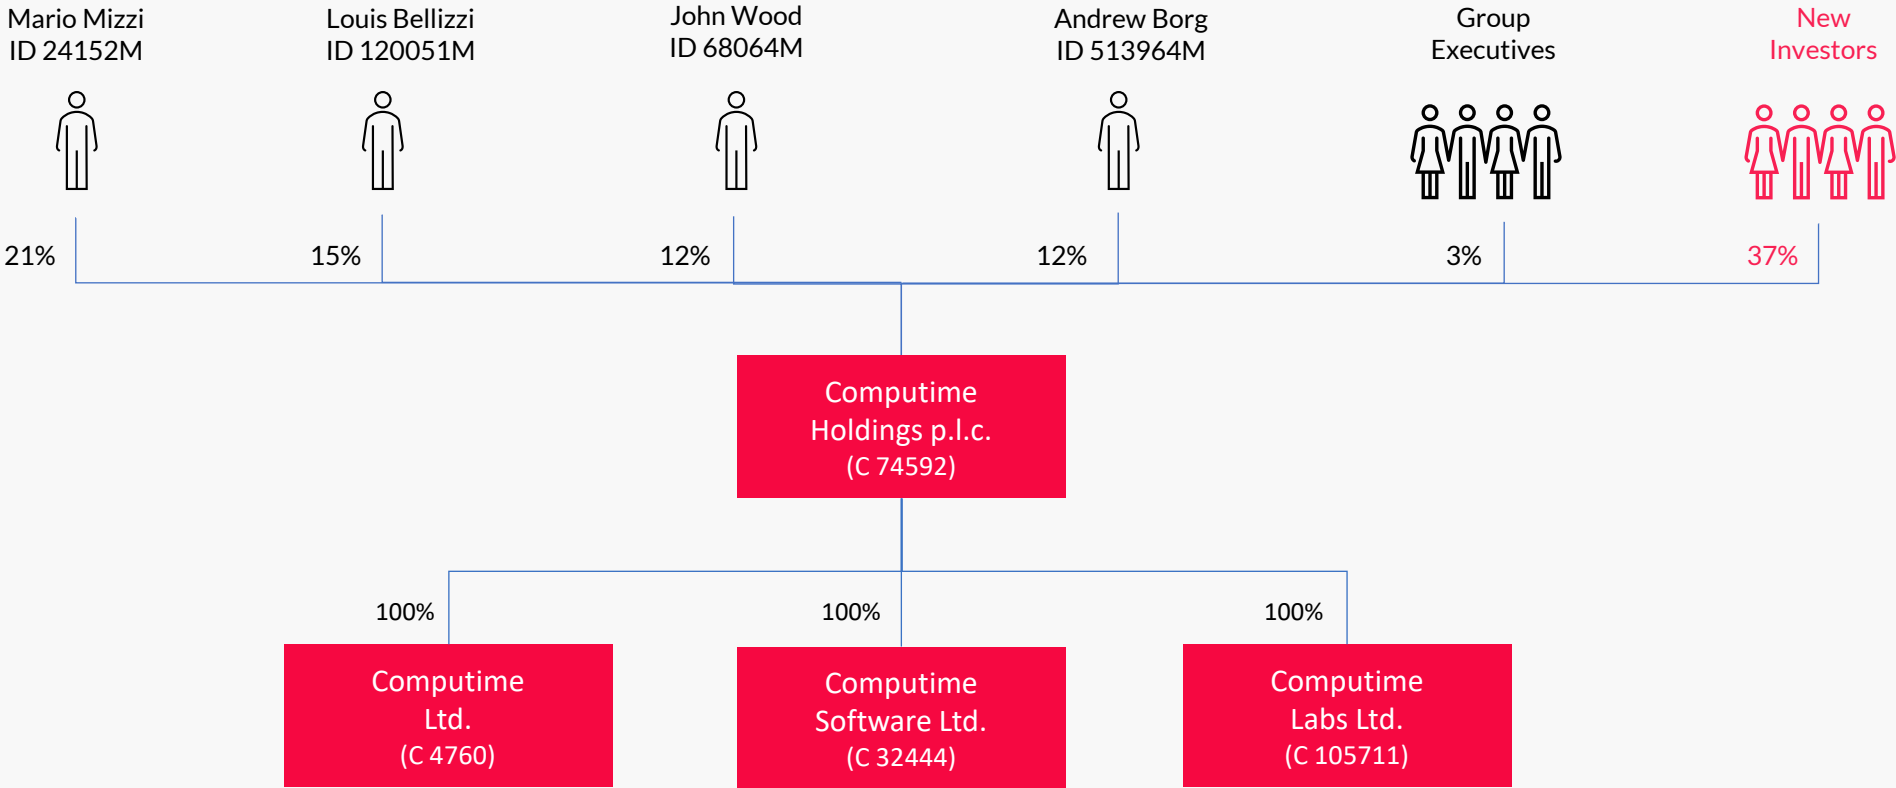 Mario Mizzi
ID 24152M
Louis Bellizzi
ID 120051M
John Wood
ID 68064M
Andrew Borg
ID 513964M
Group
Executives
New
Investors
21%
15%
12%
12%
3%
37%
Computime
Holdings p.l.c.
(C 74592)
100%
100%
100%
Computime
Ltd.
(C 4760)
Computime
Software Ltd.
(C 32444)
Computime
Labs Ltd.
(C 105711)